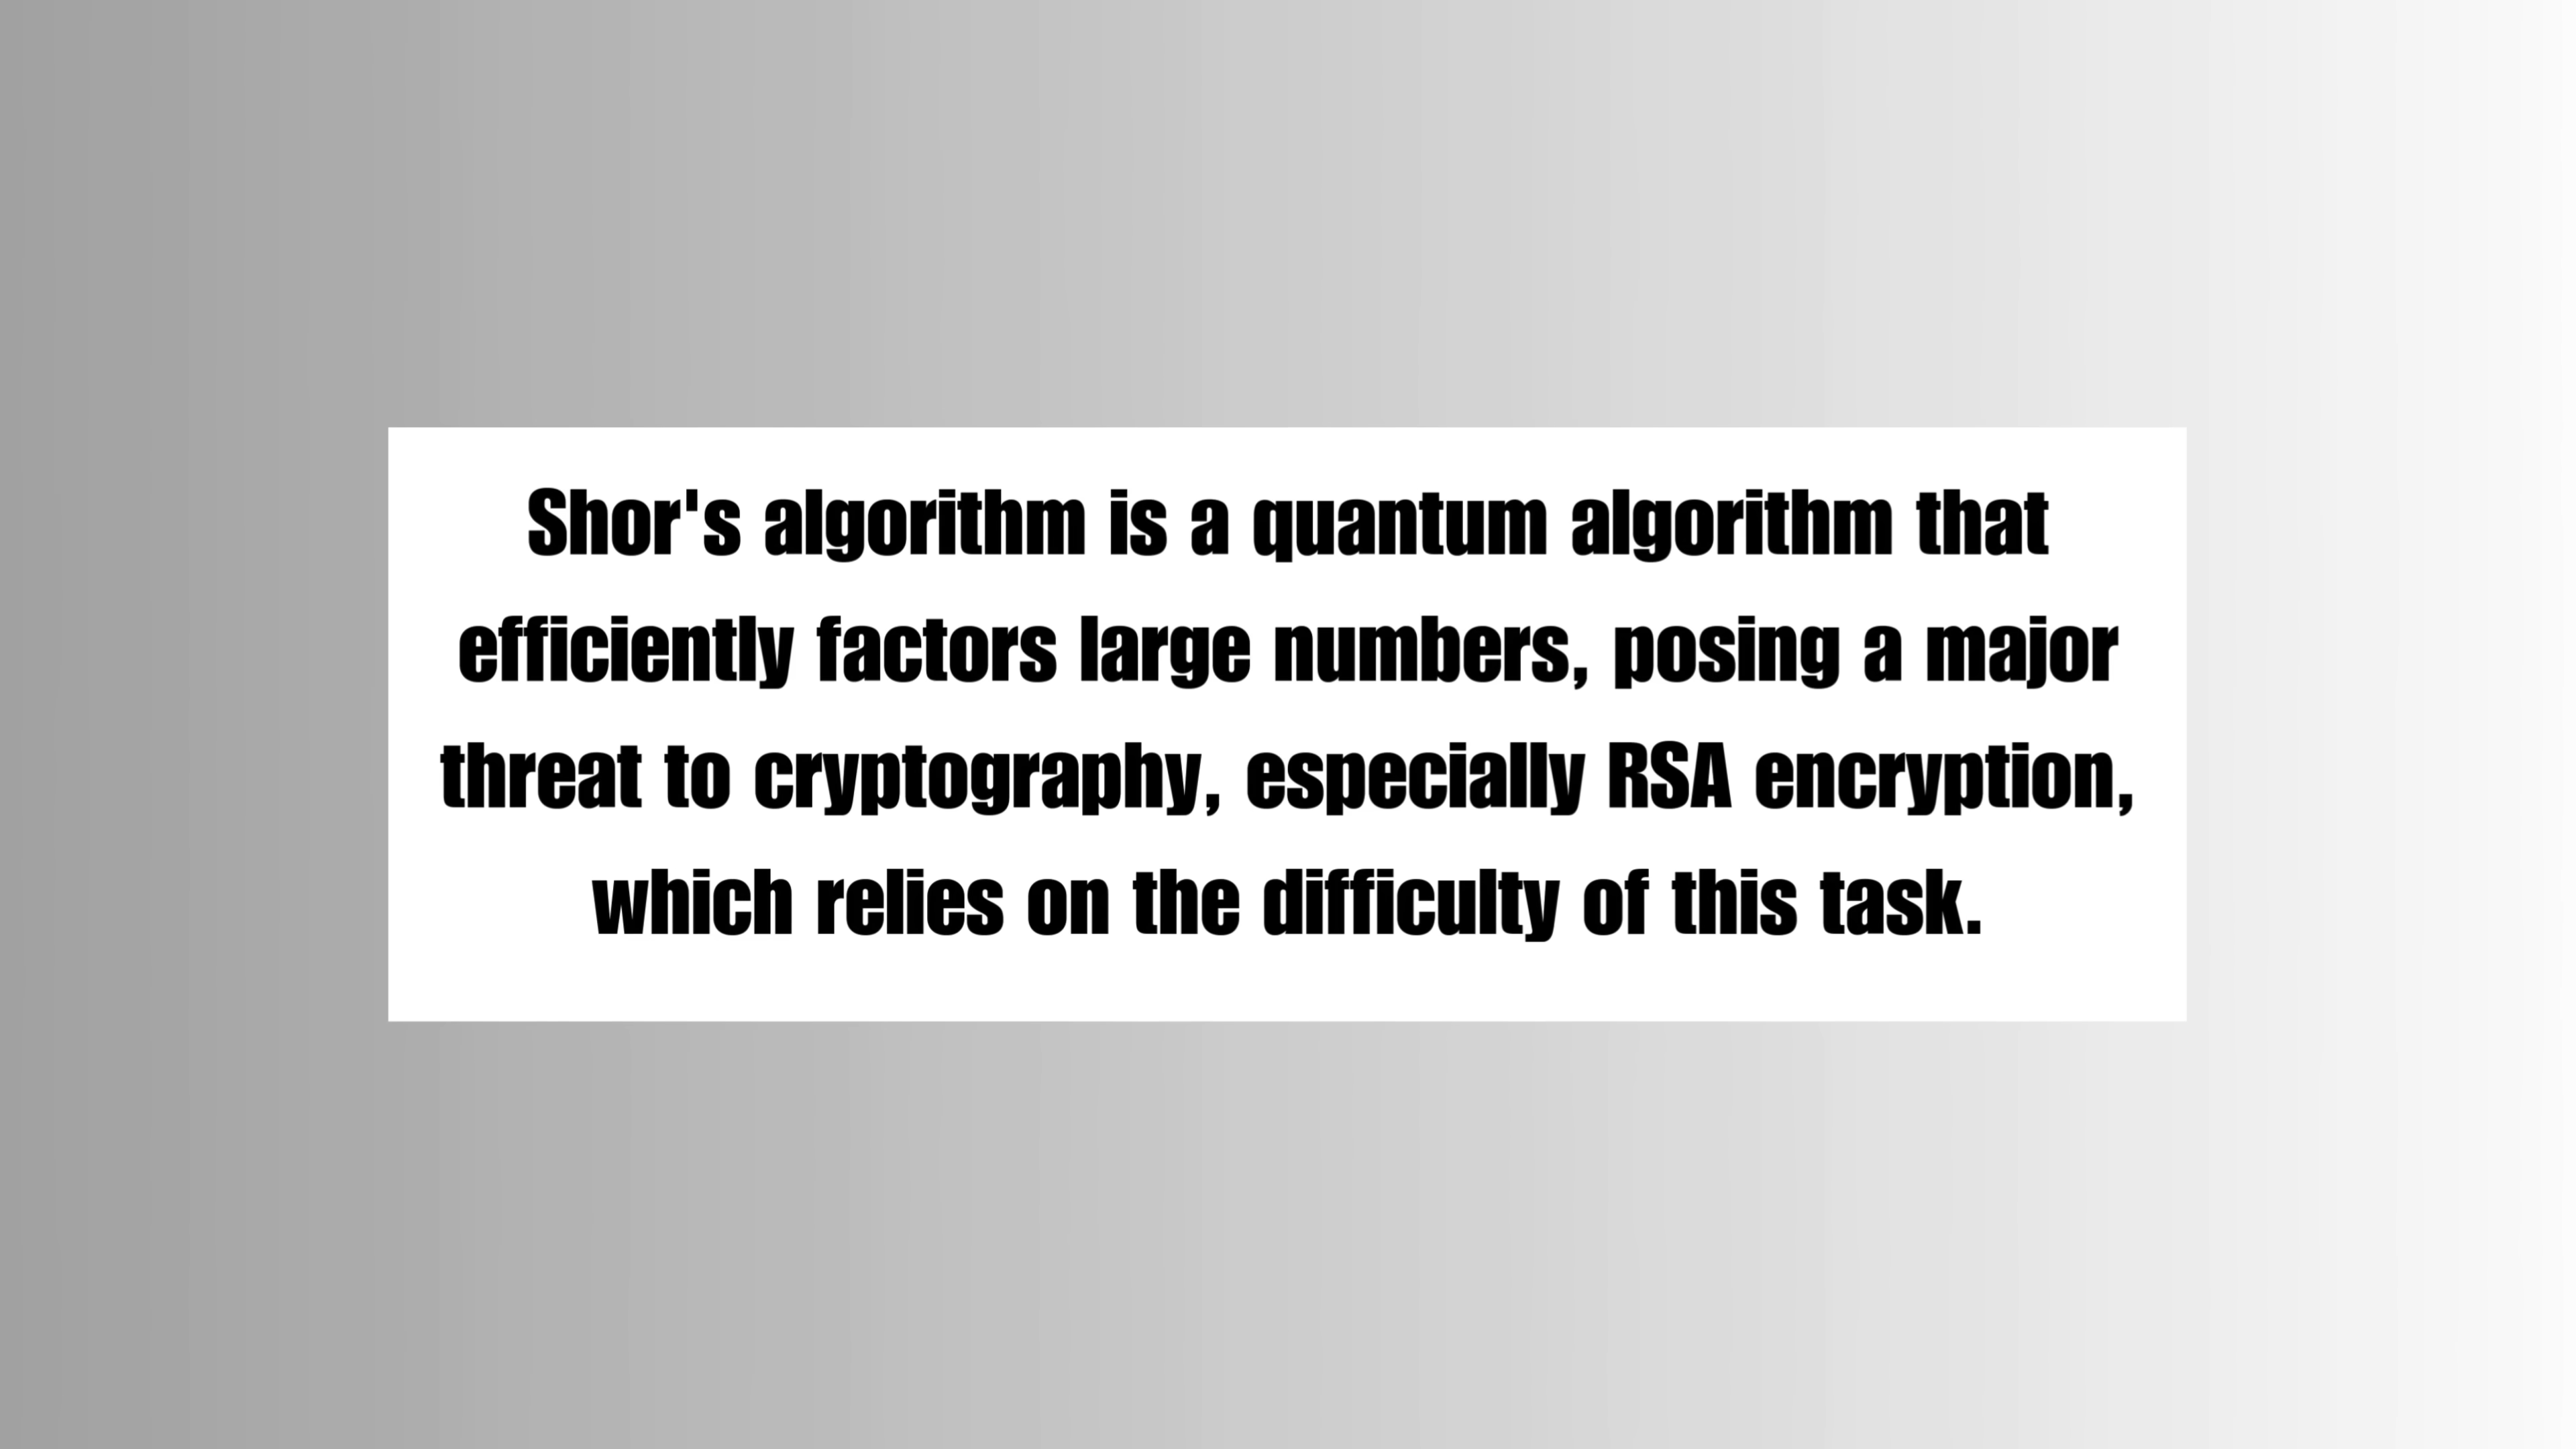 Shor's algorithm is a quantum algorithm that
efficiently factors large numbers, posing a major
threat to cryptography, especially RSA encryption,
which relies on the difficulty of this task.